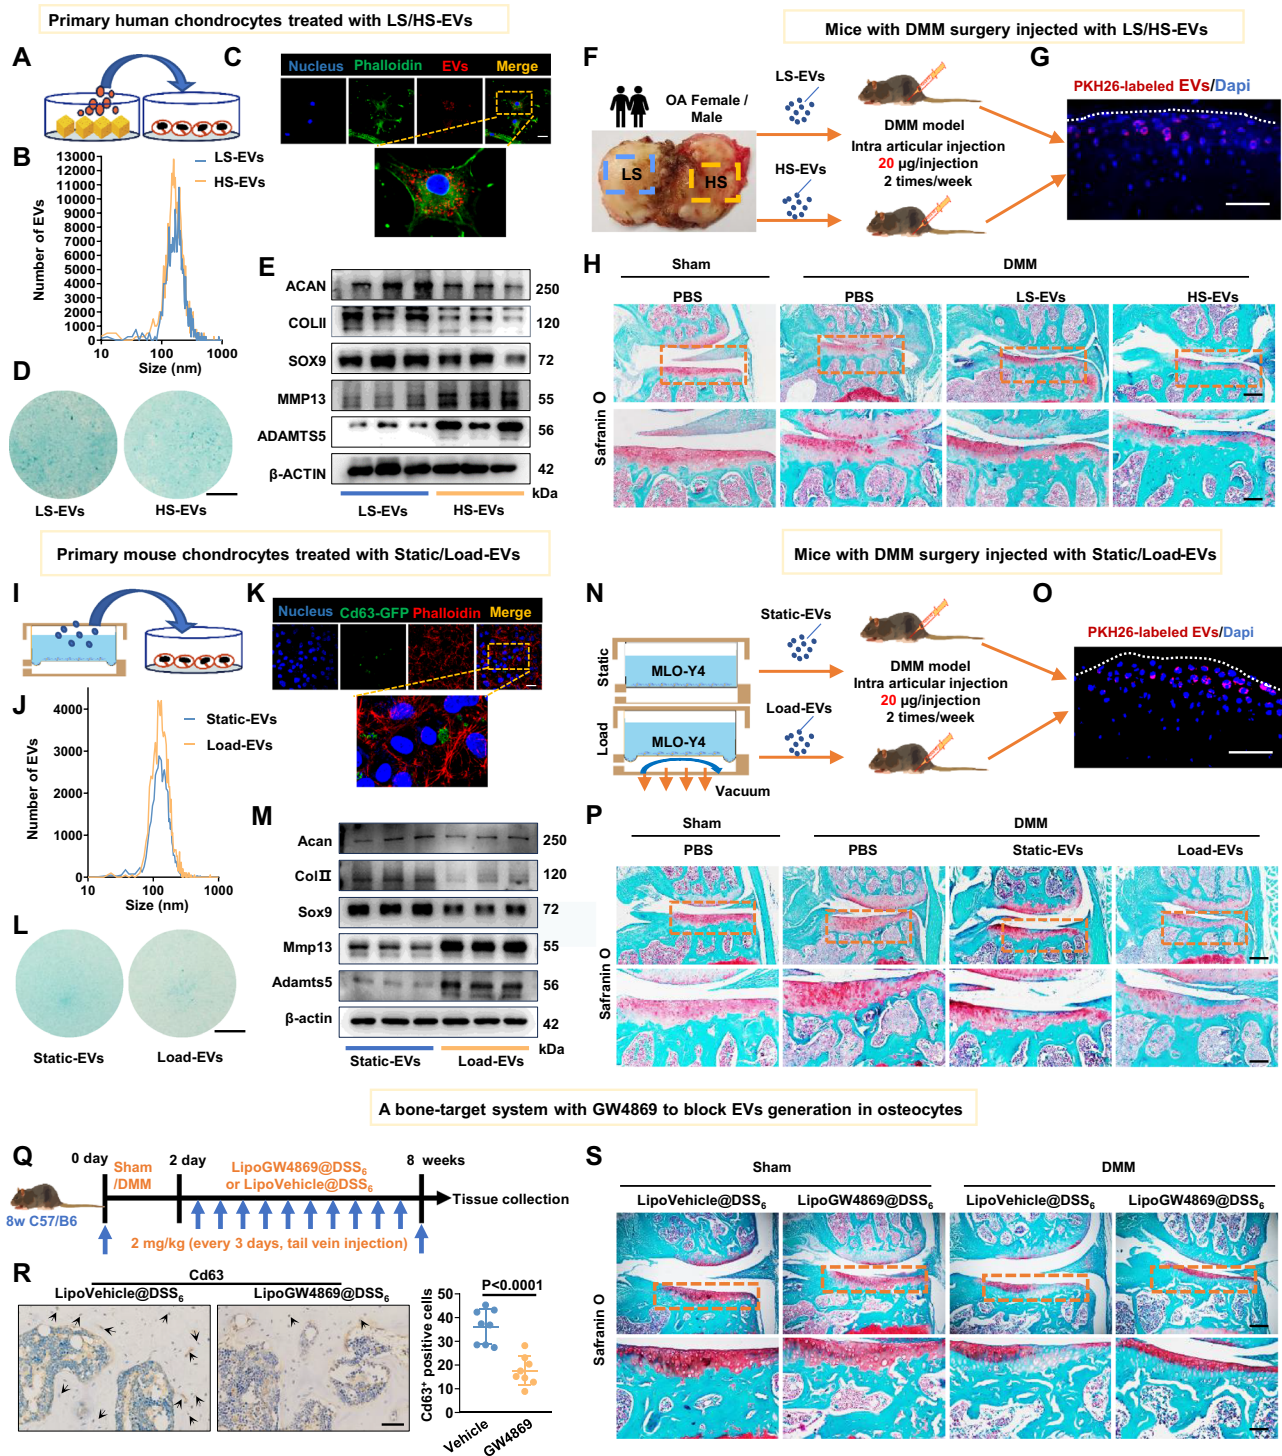 Primary human chondrocytes treated with LS/HS-EVs
Mice with DMM surgery injected with LS/HS-EVs
A
B
13000
12000
11000
10000
9000
8000
7000
6000
5000
4000
3000
2000
1000
0
Number of EVs
LS-EVs
HS-EVs
10
100
1000
Size (nm)
C
Nucleus Phalloidin EVs Merge
D
LS-EVs
HS-EVs
E
ACAN 250
COLII 120
SOX9 72
MMP13 55
ADAMTS5 56
β-ACTIN 42
kDa
LS-EVs HS-EVs
F
OA Female /
Male
LS
HS
LS-EVs
HS-EVs
DMM model
Intra articular injection
20 μg/injection
2 times/week
G
PKH26-labeled EVs/Dapi
H
Sham
DMM
PBS
PBS
LS-EVs
HS-EVs
Safranin O
Primary mouse chondrocytes treated with Static/Load-EVs
Mice with DMM surgery injected with Static/Load-EVs
I
J
4000
3000
2000
1000
0
Number of EVs
Static-EVs
Load-EVs
10
100
1000
Size (nm)
K
Nucleus Cd63-GFP Phalloidin Merge
L
Static-EVs
Load-EVs
M
Acan 250
ColⅡ 120
Sox9 72
Mmp13 55
Adamts5 56
β-actin 42
kDa
Static-EVs Load-EVs
N
Static
MLO-Y4
Load
MLO-Y4
Vacuum
Static-EVs
Load-EVs
DMM model
Intra articular injection
20 μg/injection
2 times/week
O
PKH26-labeled EVs/Dapi
P
Sham
DMM
PBS
PBS
Static-EVs
Load-EVs
Safranin O
A bone-target system with GW4869 to block EVs generation in osteocytes
Q
0 day
Sham
/DMM
2 day
LipoGW4869@DSS₆
or LipoVehicle@DSS₆
8 weeks
Tissue collection
8w C57/B6
2 mg/kg (every 3 days, tail vein injection)
R
Cd63
LipoVehicle@DSS₆
LipoGW4869@DSS₆
P<0.0001
50
40
30
20
10
0
Cd63⁺ positive cells
Vehicle
GW4869
S
Sham
DMM
LipoVehicle@DSS₆ LipoGW4869@DSS₆ LipoVehicle@DSS₆ LipoGW4869@DSS₆
Safranin O